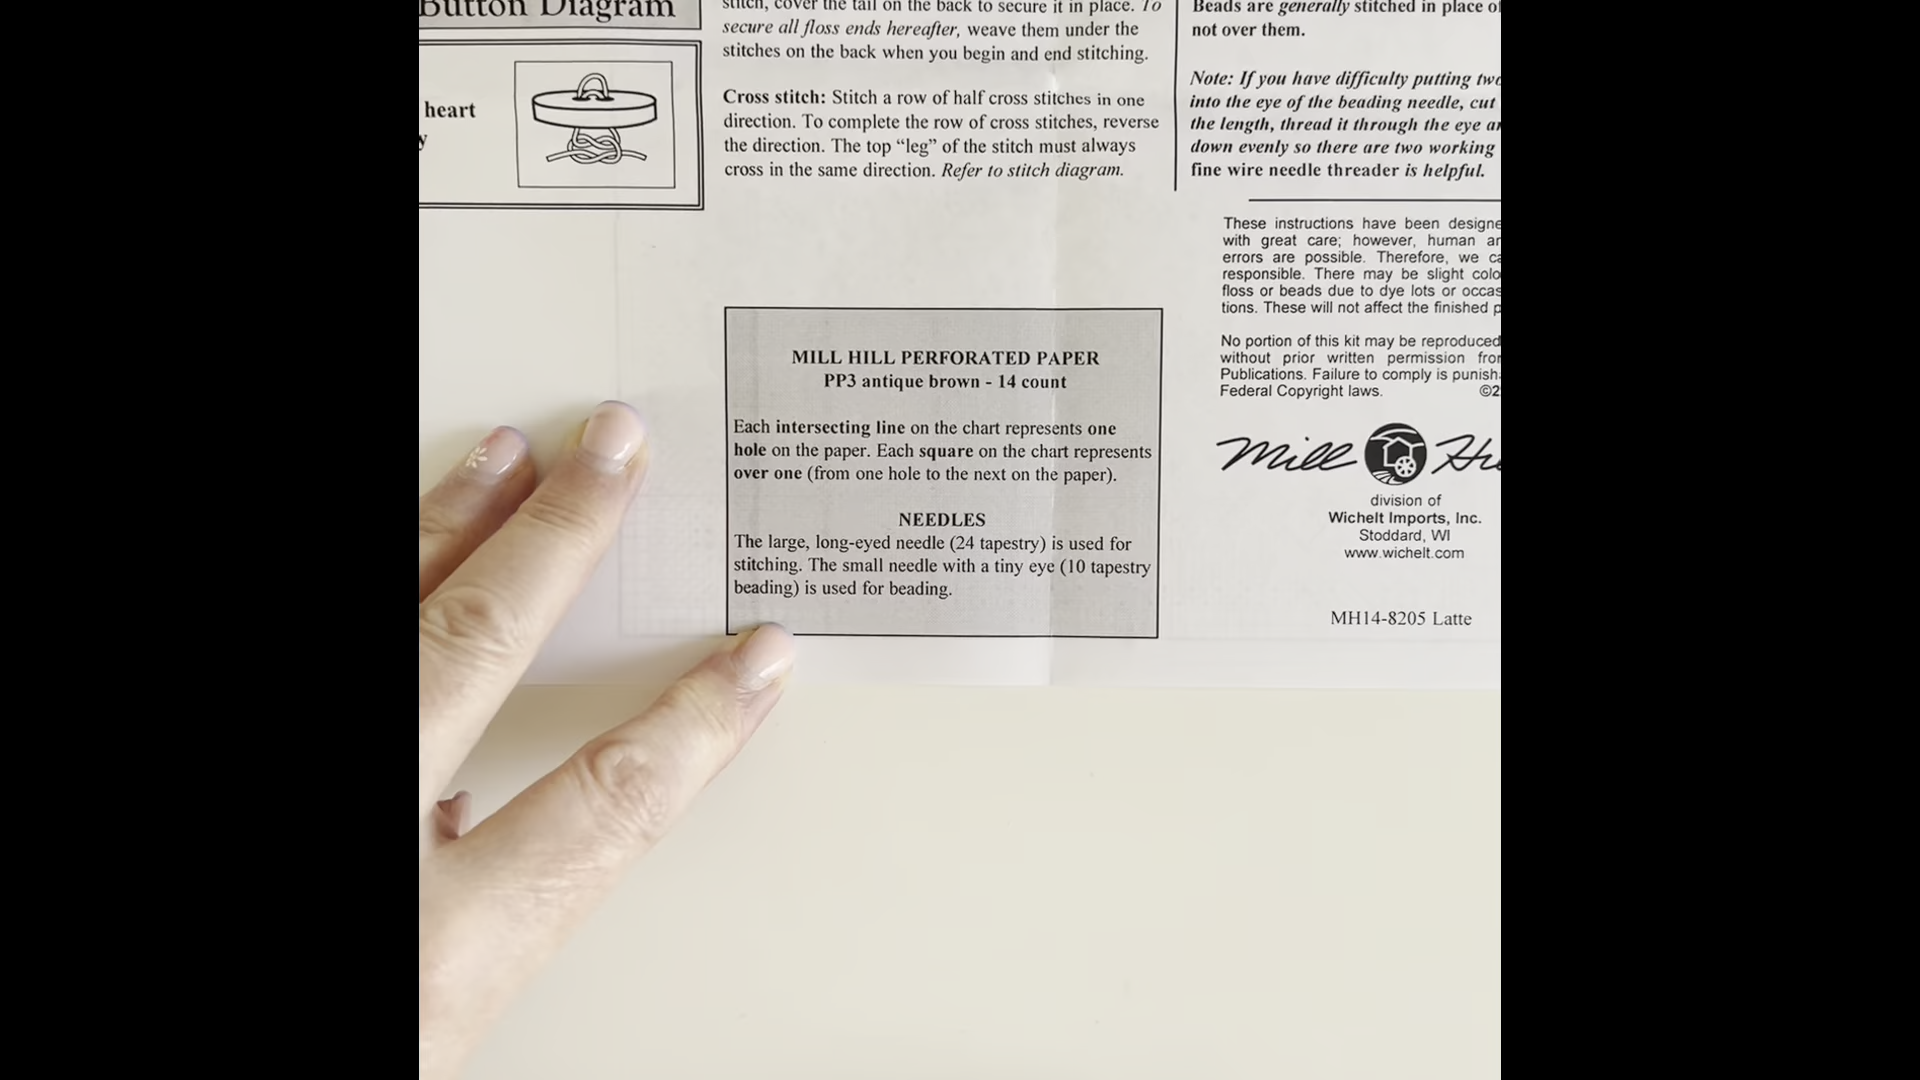 Button Diagram
heart
y
stitch, cover the tail on the back to secure it in place. To
secure all floss ends hereafter, weave them under the
stitches on the back when you begin and end stitching.
Cross stitch: Stitch a row of half cross stitches in one
direction. To complete the row of cross stitches, reverse
the direction. The top “leg” of the stitch must always
cross in the same direction. Refer to stitch diagram.
MILL HILL PERFORATED PAPER
PP3 antique brown - 14 count
Each intersecting line on the chart represents one
hole on the paper. Each square on the chart represents
over one (from one hole to the next on the paper).
NEEDLES
The large, long-eyed needle (24 tapestry) is used for
stitching. The small needle with a tiny eye (10 tapestry
beading) is used for beading.
Beads are generally stitched in place of
not over them.
Note: If you have difficulty putting two
into the eye of the beading needle, cut
the length, thread it through the eye
down evenly so there are two working
fine wire needle threader is helpful.
These instructions have been designe
with great care; however, human
errors are possible. Therefore, we
responsible. There may be slight colo
floss or beads due to dye lots or occas
tions. These will not affect the finished p
No portion of this kit may be reproduced
without prior written permission from
Publications. Failure to comply is punish
Federal Copyright laws. ©2
Mill Hi
division of
Wichelt Imports, Inc.
Stoddard, WI
www.wichelt.com
MH14-8205 Latte